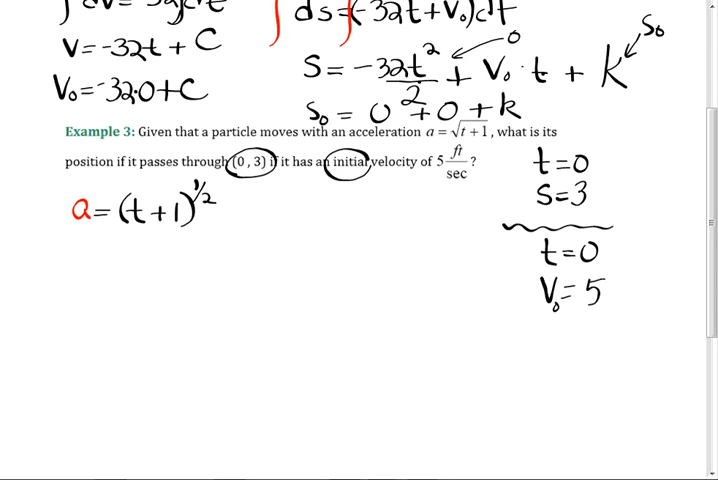 ∫ dv = 
v = -32t + C
V₀ = -32·0 + C
∫ ds = ∫(-32t + V₀)dt
0
S₀
S = -32t²/2 + V₀·t + k
S₀ = 0 + 0 + k
Example 3: Given that a particle moves with an acceleration a = √t + 1, what is its
position if it passes through (0, 3) if it has an initial velocity of 5 ft/sec?
a = (t + 1)^1/2
t = 0
S = 3
t = 0
V₀ = 5